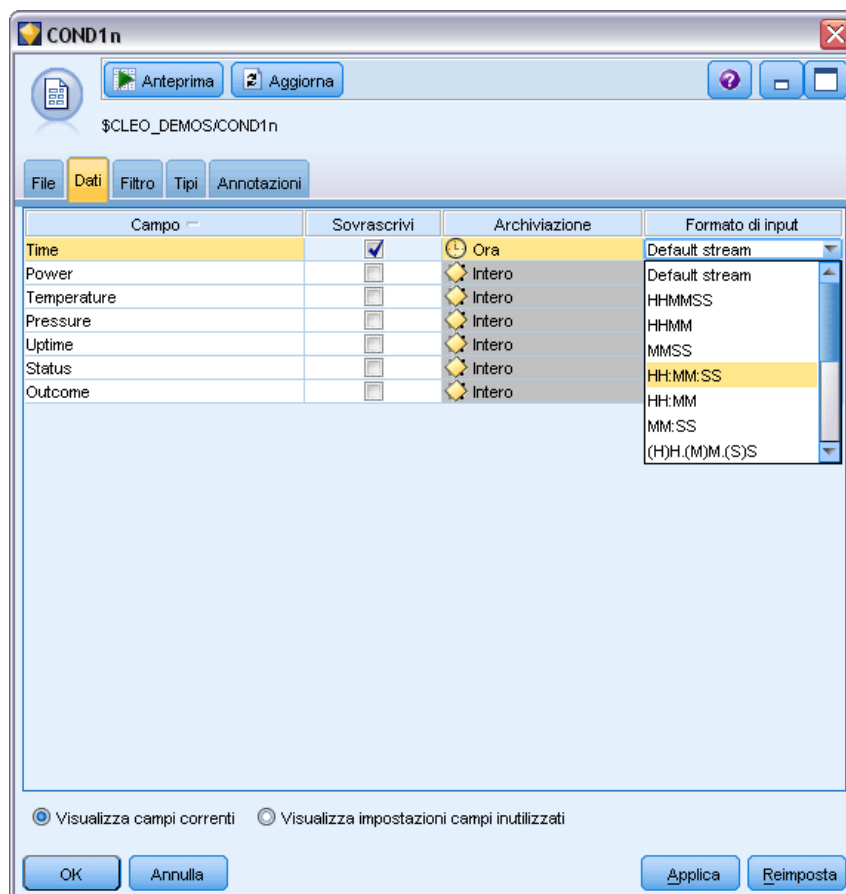 COND1n
Anteprima Aggiorna
$CLEO_DEMOS/COND1n
File Dati Filtro Tipi Annotazioni
Campo Sovrascrivi Archiviazione Formato di input
Time Ora Default stream
Power Intero Default stream
Temperature Intero HHMMSS
Pressure Intero HHMM
Uptime Intero MMSS
Status Intero HH:MM:SS
Outcome Intero HH:MM
MM:SS
(H)H.(M)M.(S)S
Visualizza campi correnti Visualizza impostazioni campi inutilizzati
OK Annulla Applica Reimposta